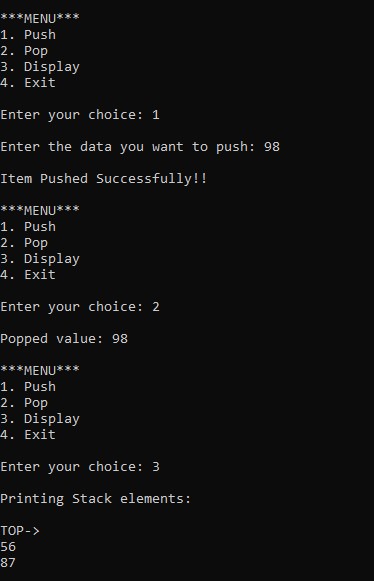 ***MENU***
1. Push
2. Pop
3. Display
4. Exit
Enter your choice: 1
Enter the data you want to push: 98
Item Pushed Successfully!!
***MENU***
1. Push
2. Pop
3. Display
4. Exit
Enter your choice: 2
Popped value: 98
***MENU***
1. Push
2. Pop
3. Display
4. Exit
Enter your choice: 3
Printing Stack elements:
TOP->
56
87